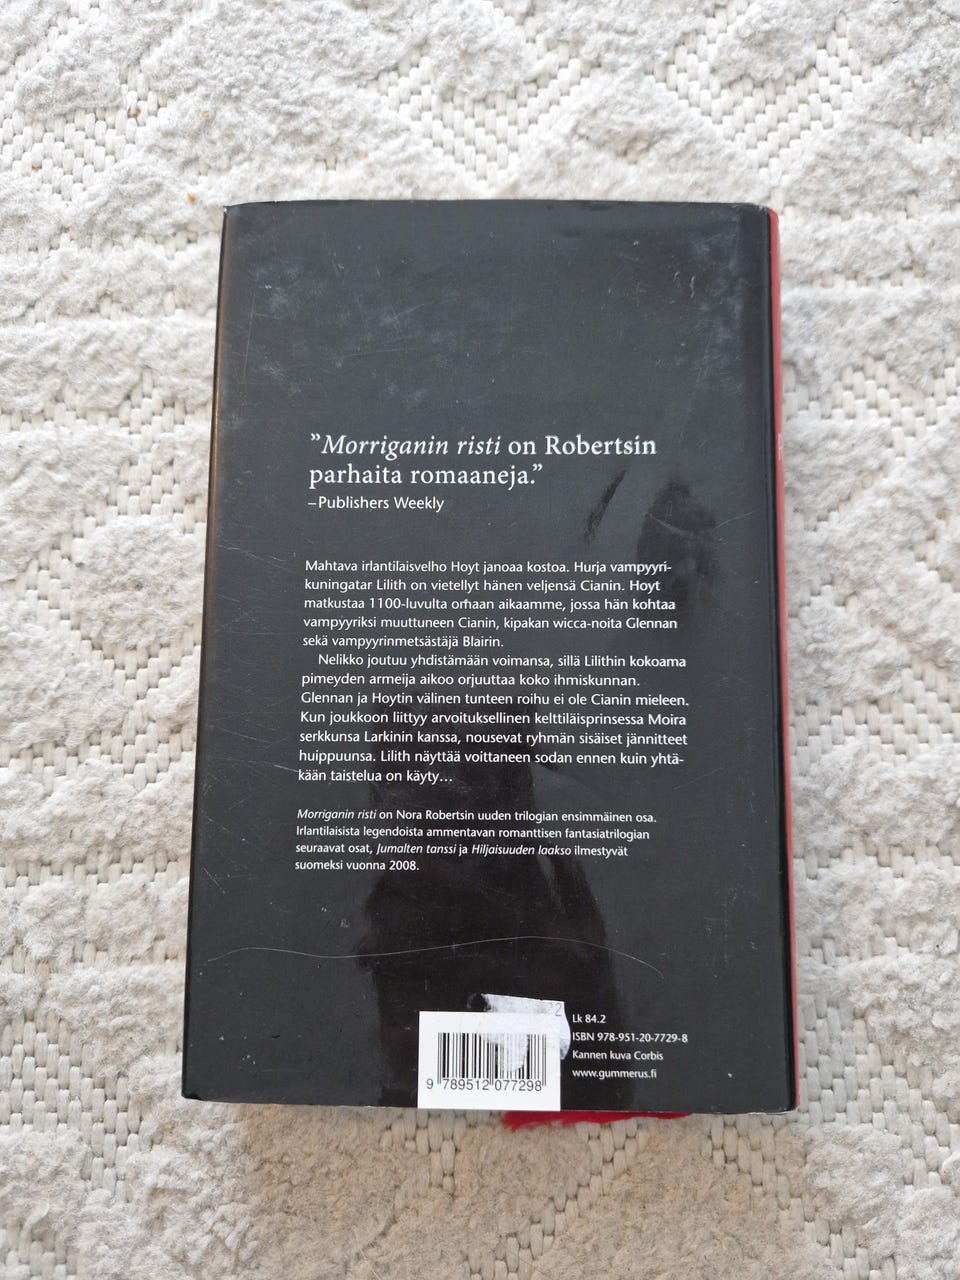 ”Morriganin risti on Robertsin
parhaita romaaneja.”
–Publishers Weekly
Mahtava irlantilaisvelho Hoyt janoaa kostoa. Hurja vampyyri-
kuningatar Lilith on vietellyt hänen veljensä Cianin. Hoyt
matkustaa 1100-luvulta omaan aikaamme, jossa hän kohtaa
vampyyriksi muuttuneen Cianin, kipakan wicca-noita Glennan
sekä vampyyrinmetsästäjä Blairin.
Nelikko joutuu yhdistämään voimansa, sillä Lilithin kokoama
pimeyden armeija aikoo orjuuttaa koko ihmiskunnan.
Glennan ja Hoytin välinen tunteen roihu ei ole Cianin mieleen.
Kun joukkoon liittyy arvoituksellinen kelttiläisprinsessa Moira
serkkunsa Larkinin kanssa, nousevat ryhmän sisäiset jännitteet
huippuunsa. Lilith näyttää voittaneen sodan ennen kuin yhtä-
kään taistelua on käyty...
Morriganin risti on Nora Robertsin uuden trilogian ensimmäinen osa.
Irlantilaisista legendoista ammentavan romanttisen fantasiatrilogian
seuraavat osat, Jumalten tanssi ja Hiljaisuuden laakso ilmestyvät
suomeksi vuonna 2008.
Lk 84.2
ISBN 978-951-20-7729-8
Kannen kuva Corbis
www.gummerus.fi
9 789512 077298